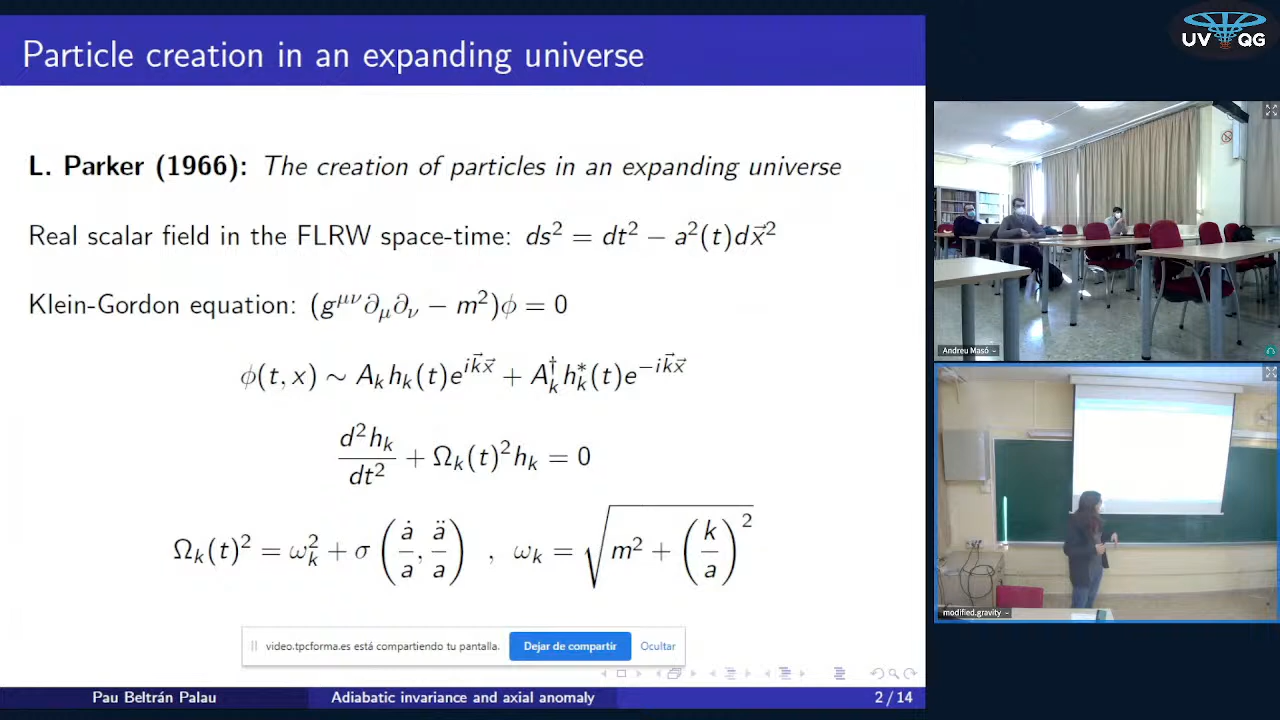 Particle creation in an expanding universe
L. Parker (1966): The creation of particles in an expanding universe
Real scalar field in the FLRW space-time: ds² = dt² − a²(t)dx⃗²
Klein-Gordon equation: (g^{μν}∂_μ∂_ν − m²)ϕ = 0
ϕ(t, x) ∼ A_k h_k(t)e^{ik⃗x⃗} + A_k^† h_k^*(t)e^{−ik⃗x⃗}
d²h_k/dt² + Ω_k(t)²h_k = 0
Ω_k(t)² = ω_k² + σ(ȧ/a, ä/a) , ω_k = √(m² + (k/a)²)
video.tpcforma.es está compartiendo tu pantalla. Dejar de compartir Ocultar
Pau Beltrán Palau Adiabatic invariance and axial anomaly 2 / 14
UV QG
Andreu Masó
modified.gravity